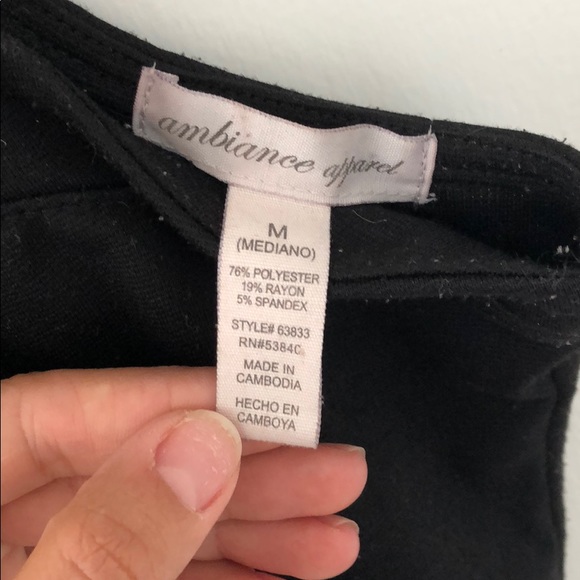 ambiance apparel
M
(MEDIANO)
76% POLYESTER
19% RAYON
5% SPANDEX
STYLE# 63833
RN#53840
MADE IN
CAMBODIA
HECHO EN
CAMBOYA